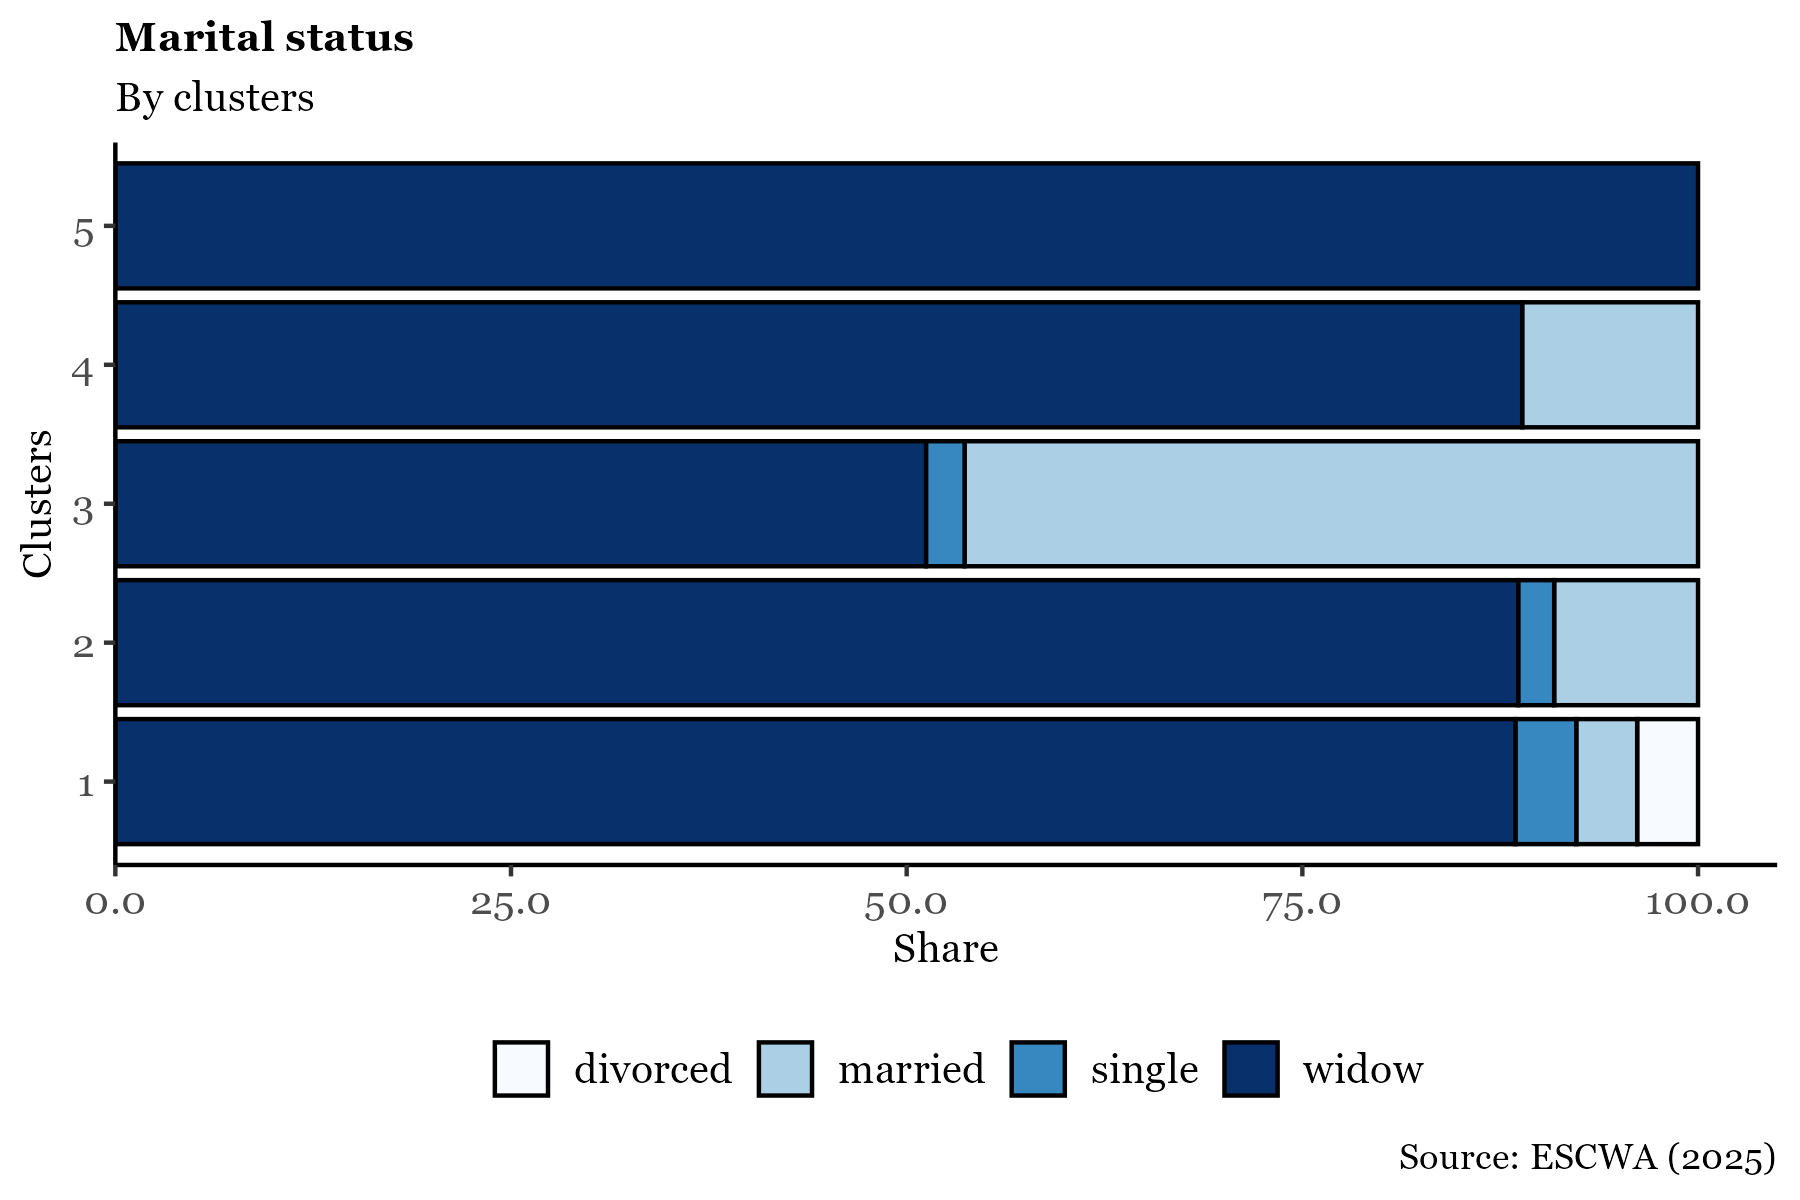 Marital status
By clusters
5
4
3
2
1
Clusters
0.0 25.0 50.0 75.0 100.0
Share
divorced married single widow
Source: ESCWA (2025)